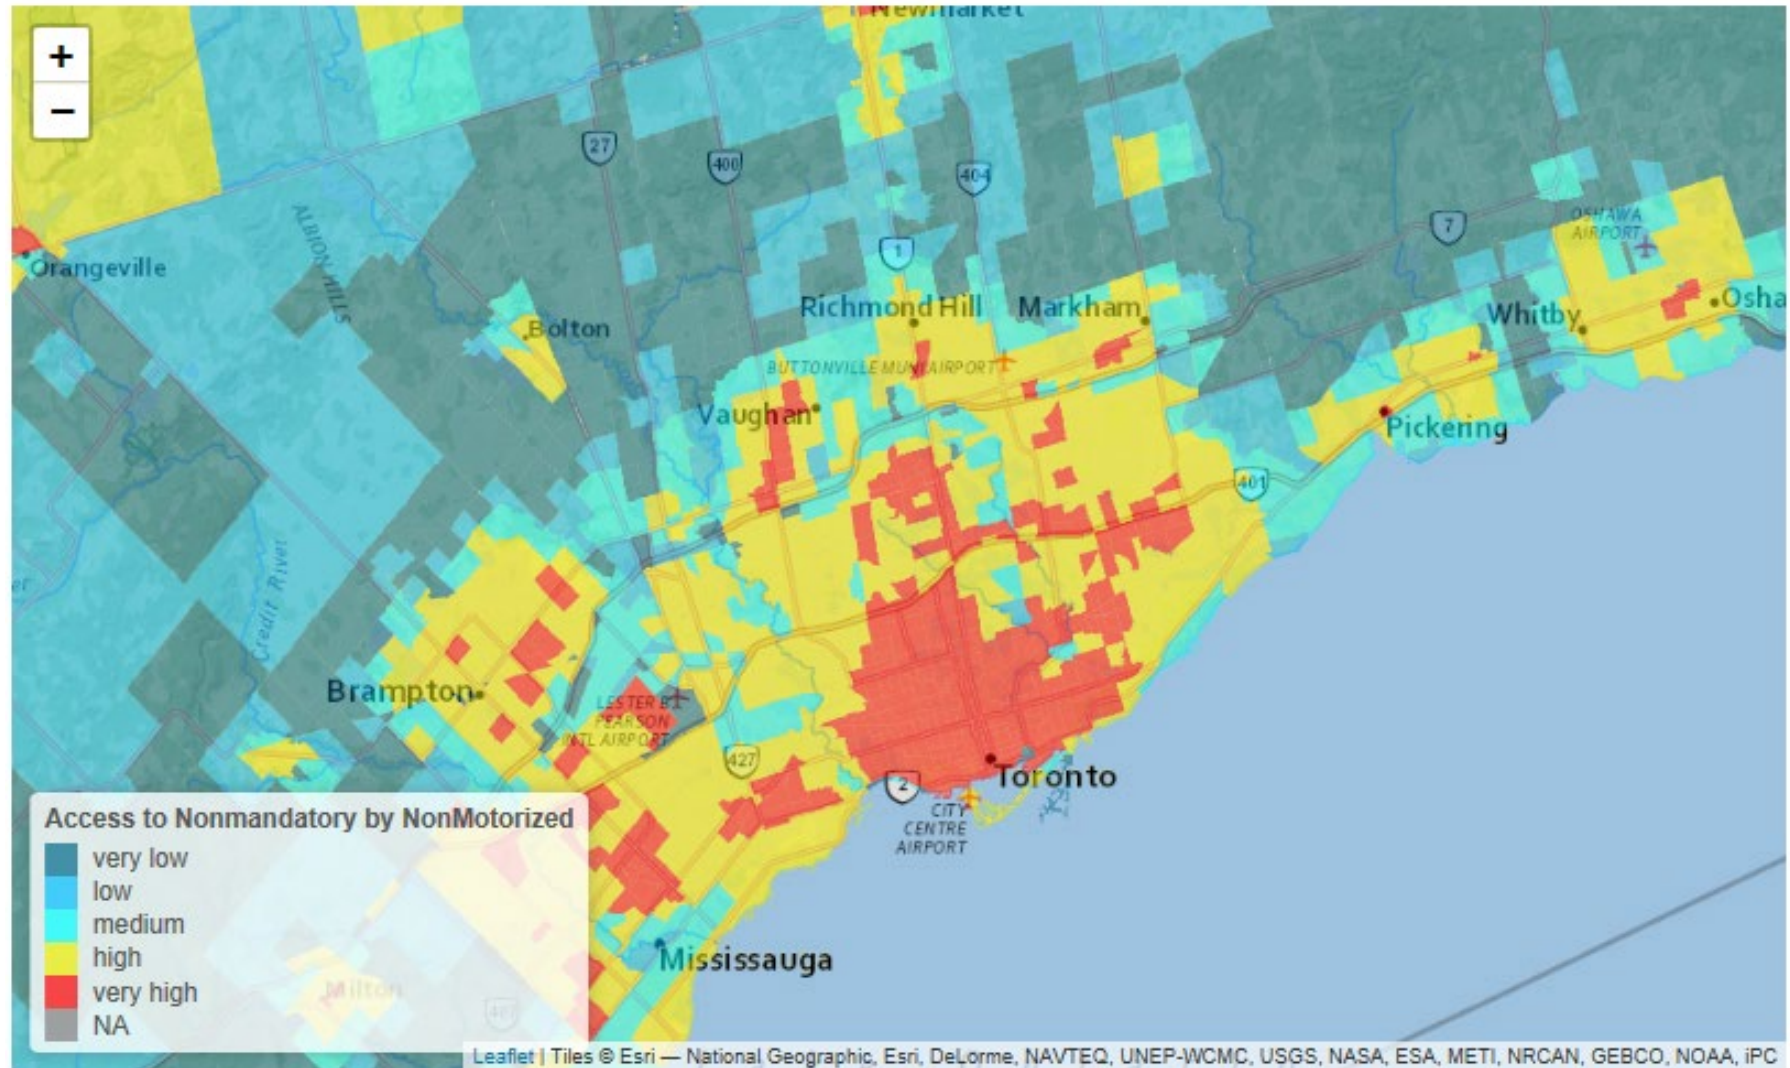 Newmarket
+
−
27
400
404
ALBION HILLS
7
OSHAWA
AIRPORT
1
Orangeville
Richmond Hill
Markham
Osha
Whitby
Bolton
BUTTONVILLE MUNI AIRPORT
Vaughan
Pickering
401
Credit River
Brampton
LESTER B
PEARSON
INTL AIRPORT
427
2
Toronto
CITY
CENTRE
AIRPORT
Access to Nonmandatory by NonMotorized
very low
low
medium
high
very high
NA
Mississauga
Milton
407
Leaflet | Tiles © Esri — National Geographic, Esri, DeLorme, NAVTEQ, UNEP-WCMC, USGS, NASA, ESA, METI, NRCAN, GEBCO, NOAA, iPC